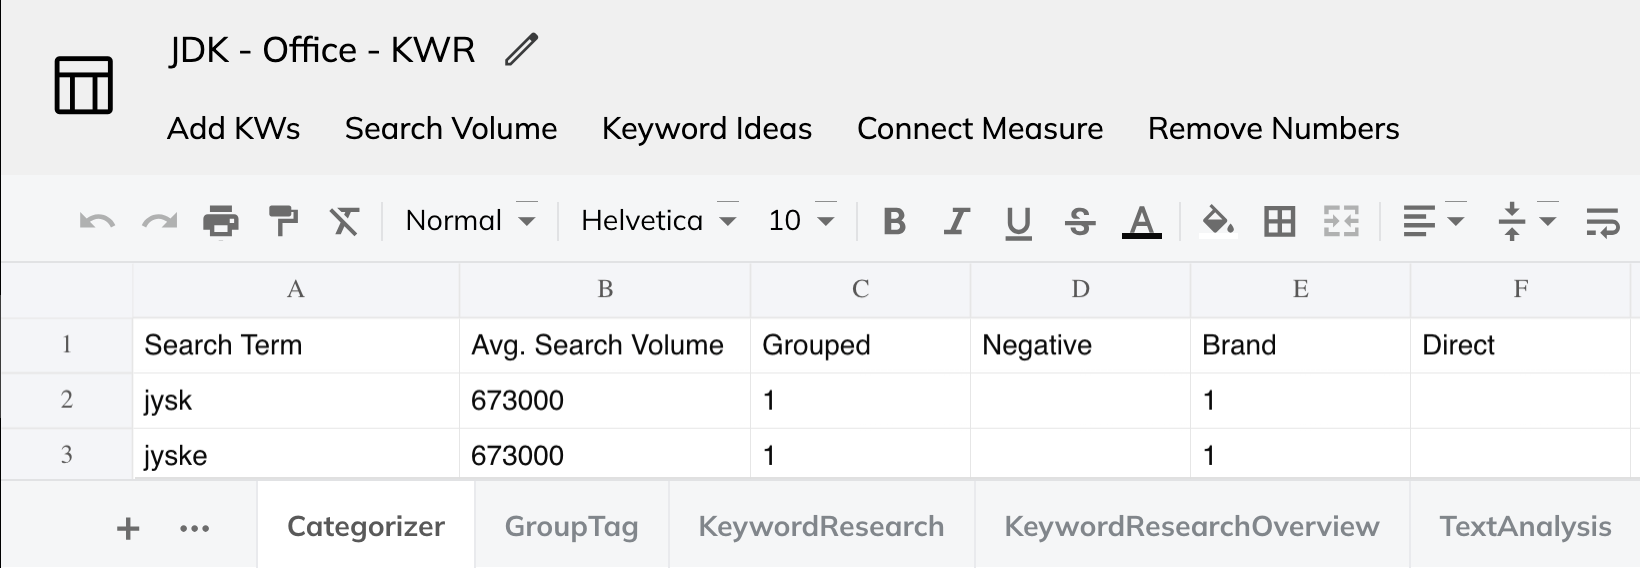 JDK - Office - KWR
Add KWs Search Volume Keyword Ideas Connect Measure Remove Numbers
Normal Helvetica 10 B I U S A
A B C D E F
1 Search Term Avg. Search Volume Grouped Negative Brand Direct
2 jysk 673000 1 1
3 jyske 673000 1 1
+ ... Categorizer GroupTag KeywordResearch KeywordResearchOverview TextAnalysis